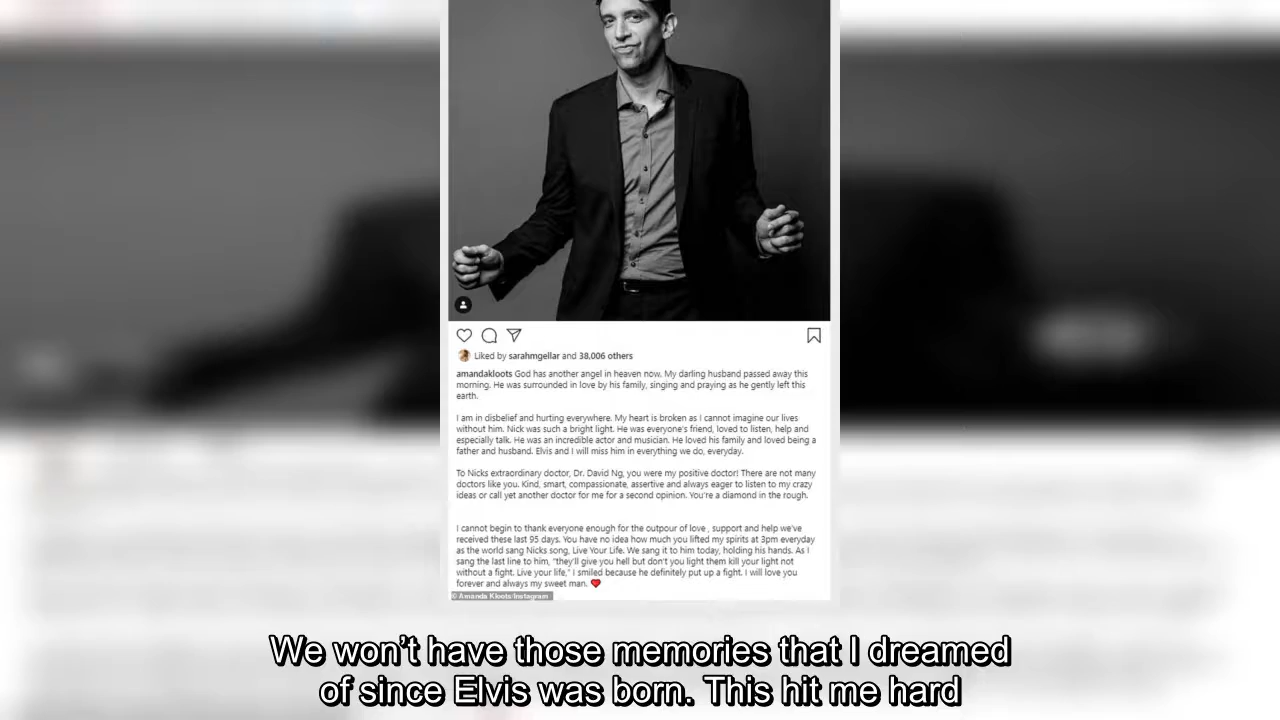 Liked by sarahmgellar and 38,006 others
amandakloots God has another angel in heaven now. My darling husband passed away this
morning. He was surrounded in love by his family, singing and praying as he gently left this
earth.
I am in disbelief and hurting everywhere. My heart is broken as I cannot imagine our lives
without him. Nick was such a bright light. He was everyone's friend, loved to listen, help and
especially talk. He was an incredible actor and musician. He loved his family and loved being a
father and husband. Elvis and I will miss him in everything we do, everyday.
To Nicks extraordinary doctor, Dr. David Ng, you were my positive doctor! There are not many
doctors like you. Kind, smart, compassionate, assertive and always eager to listen to my crazy
ideas or call yet another doctor for me for a second opinion. You're a diamond in the rough.
I cannot begin to thank everyone enough for the outpour of love , support and help we've
received these last 95 days. You have no idea how much you lifted my spirits at 3pm everyday
as the world sang Nicks song, Live Your Life. We sang it to him today, holding his hands. As I
sang the last line to him, "they'll give you hell but don't you light them kill your light not
without a fight. Live your life," I smiled because he definitely put up a fight. I will love you
forever and always my sweet man.
© Amanda Kloots/Instagram
We won't have those memories that I dreamed
of since Elvis was born. This hit me hard